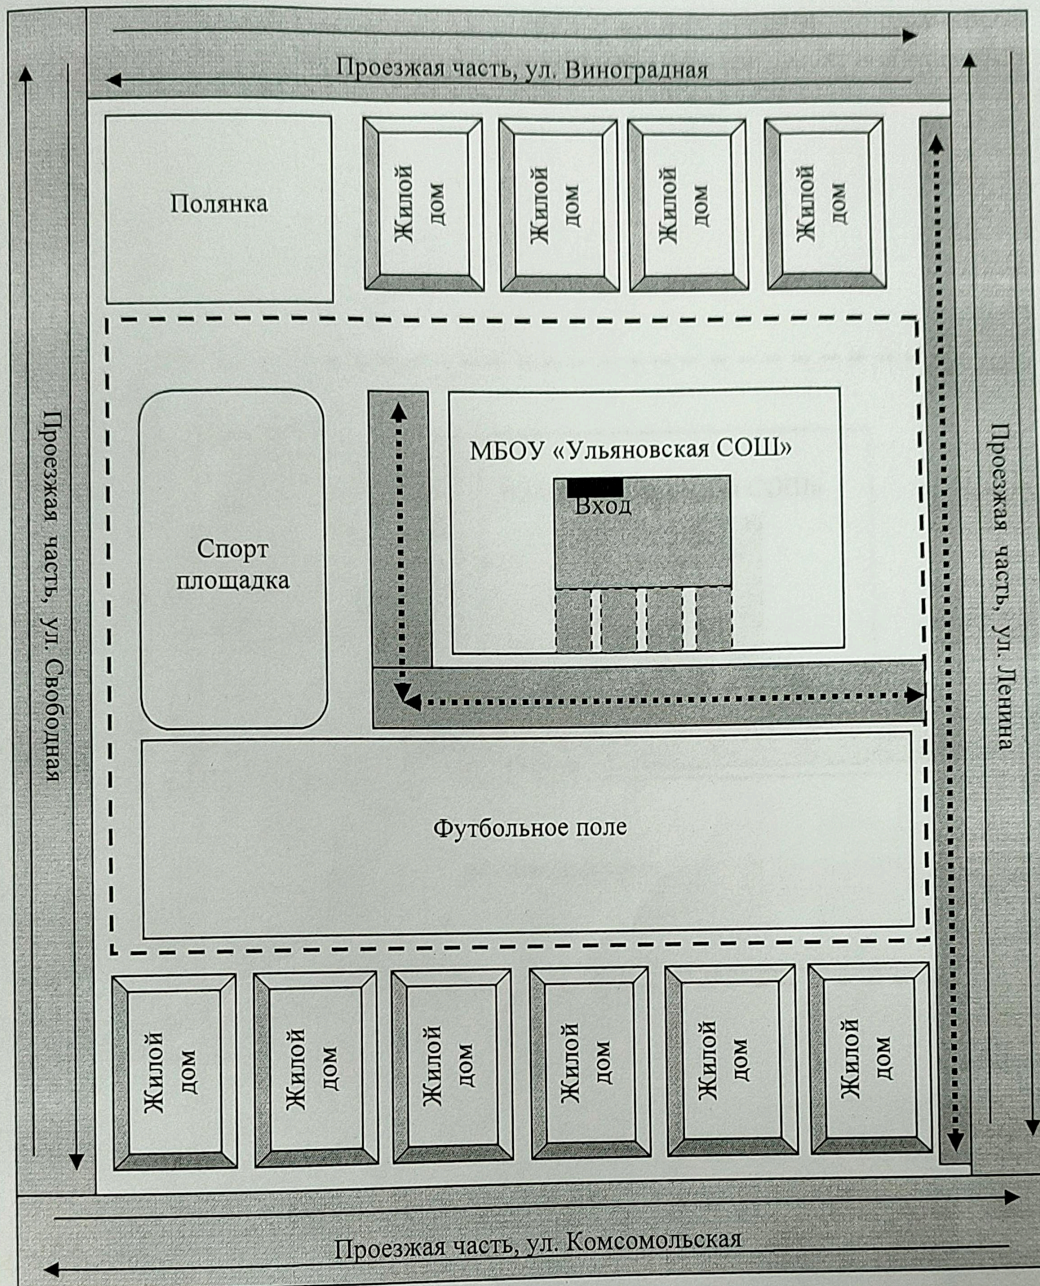 Проезжая часть, ул. Виноградная
Полянка
Жилой
дом
Жилой
дом
Жилой
дом
Жилой
дом
Проезжая часть, ул. Свободная
Спорт
площадка
МБОУ «Ульяновская СОШ»
Вход
Проезжая часть, ул. Ленина
Футбольное поле
Жилой
дом
Жилой
дом
Жилой
дом
Жилой
дом
Жилой
дом
Жилой
дом
Проезжая часть, ул. Комсомольская